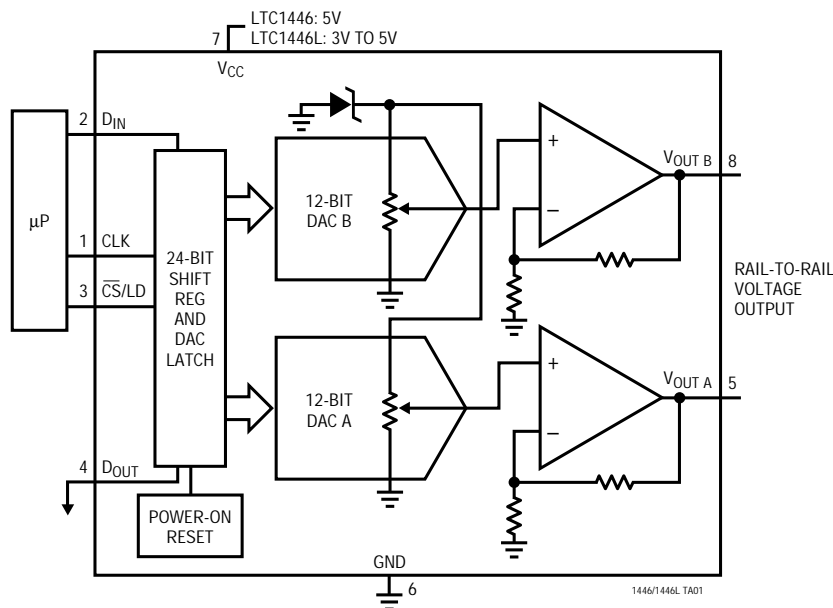 LTC1446: 5V
LTC1446L: 3V TO 5V
7
VCC
2 DIN
μP
1 CLK
3 CS/LD
24-BIT
SHIFT
REG
AND
DAC
LATCH
12-BIT
DAC B
+
–
VOUT B 8
RAIL-TO-RAIL
VOLTAGE
OUTPUT
12-BIT
DAC A
+
–
VOUT A 5
4 DOUT
POWER-ON
RESET
GND
6
1446/1446L TA01